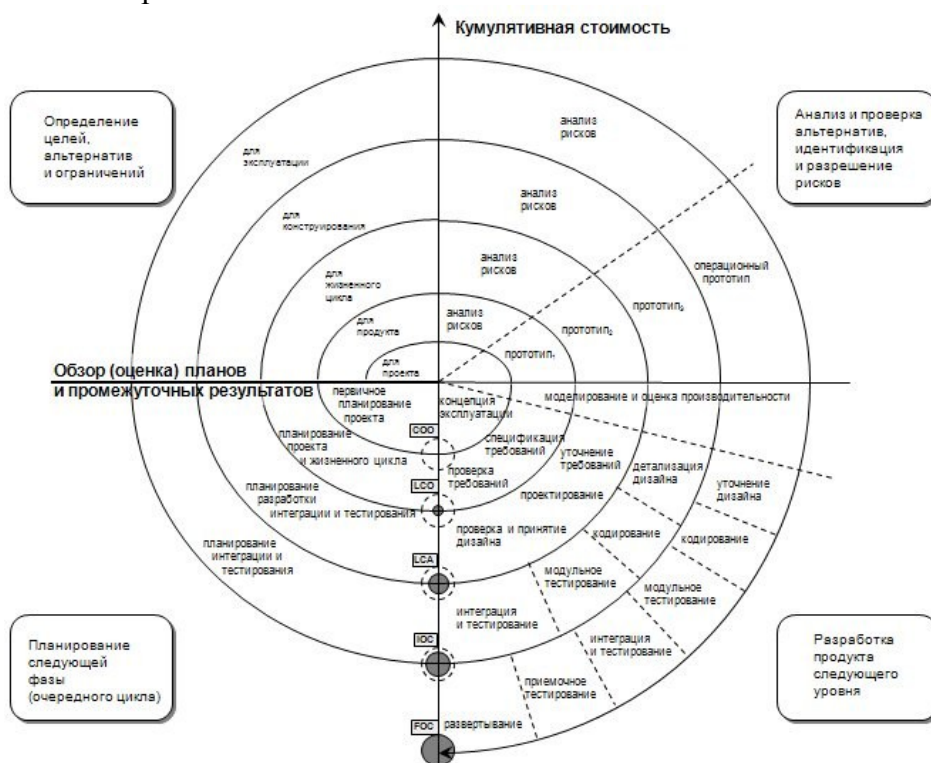 Кумулятивная стоимость
Определение
целей,
альтернатив
и ограничений
Анализ и проверка
альтернатив,
идентификация
и разрешение
рисков
анализ
рисков
для
эксплуатации
анализ
рисков
для
конструирования
анализ
рисков
операционный
прототип
для
жизненного
цикла
прототип₃
для
продукта
анализ
рисков
прототип₂
прототип₁
для
проекта
Обзор (оценка) планов
и промежуточных результатов
первичное
планирование
проекта
концепция
эксплуатации
моделирование и оценка производительности
COO
планирование
проекта
и жизненного цикла
спецификация
требований
проверка
требований
уточнение
требований
детализация
дизайна
уточнение
дизайна
LCO
планирование
разработки
интеграции и тестирования
проектирование
проверка и принятие
дизайна
кодирование
кодирование
планирование
интеграции и
тестирования
LCA
модульное
тестирование
модульное
тестирование
интеграция
и тестирование
интеграция
и тестирование
IOC
приемочное
тестирование
FOC
развертывание
Планирование
следующей
фазы
(очередного цикла)
Разработка
продукта
следующего
уровня